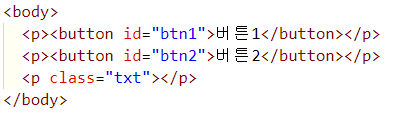 <body>
<p><button id="btn1">버튼1</button></p>
<p><button id="btn2">버튼2</button></p>
<p class="txt"></p>
</body>